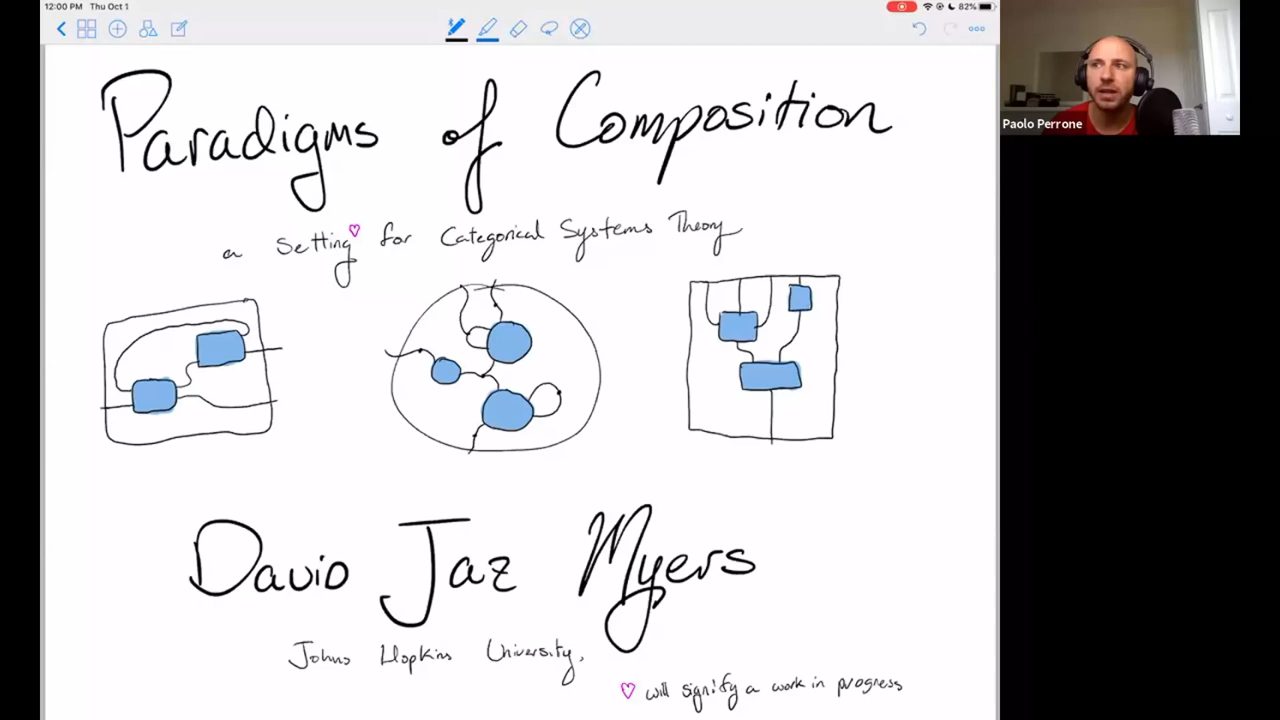 12:00 PM Thu Oct 1
82%
Paradigms of Composition
Paolo Perrone
a Setting♡ for Categorical Systems Theory
David Jaz Myers
Johns Hopkins University,
♡ will signify a work in progress